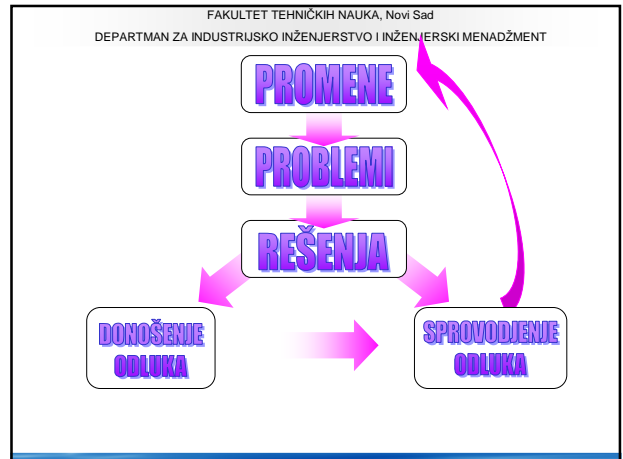 FAKULTET TEHNIČKIH NAUKA, Novi Sad
DEPARTMAN ZA INDUSTRIJSKO INŽENJERSTVO I INŽENJERSKI MENADŽMENT
PROMENE
PROBLEMI
REŠENJA
DONOŠENJE
ODLUKA
SPROVODJENJE
ODLUKA